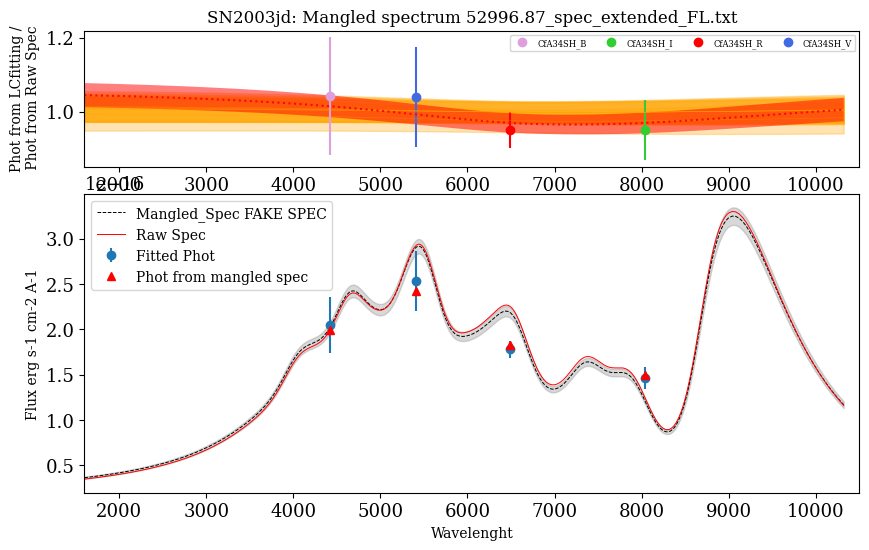 SN2003jd: Mangled spectrum 52996.87_spec_extended_FL.txt
Phot from LCfitting /
Phot from Raw Spec
1.2
1.0
CfA34SH_B CfA34SH_I CfA34SH_R CfA34SH_V
2000 3000 4000 5000 6000 7000 8000 9000 10000
1e−16
Mangled_Spec FAKE SPEC
Raw Spec
Fitted Phot
Phot from mangled spec
Flux erg s-1 cm-2 A-1
3.0
2.5
2.0
1.5
1.0
0.5
2000 3000 4000 5000 6000 7000 8000 9000 10000
Wavelenght